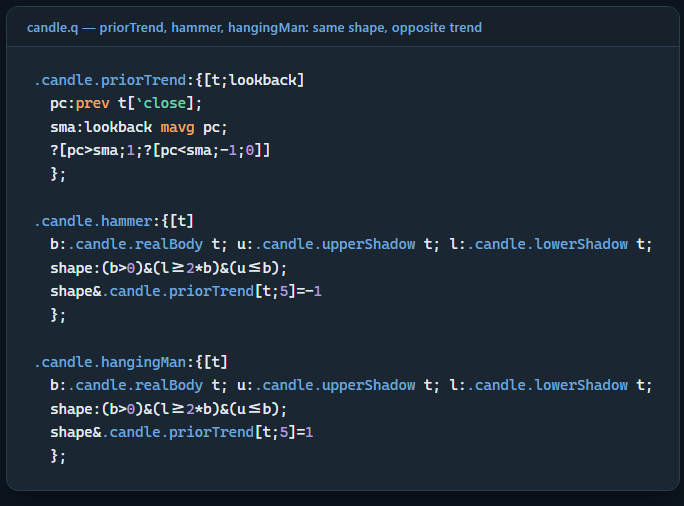 candle.q — priorTrend, hammer, hangingMan: same shape, opposite trend
.candle.priorTrend:{[t;lookback]
  pc:prev t[`close];
  sma:lookback mavg pc;
  ?[pc>sma;1;?[pc<sma;-1;0]]
  };
.candle.hammer:{[t]
  b:.candle.realBody t; u:.candle.upperShadow t; l:.candle.lowerShadow t;
  shape:(b>0)&(l>=2*b)&(u<=b);
  shape&.candle.priorTrend[t;5]=-1
  };
.candle.hangingMan:{[t]
  b:.candle.realBody t; u:.candle.upperShadow t; l:.candle.lowerShadow t;
  shape:(b>0)&(l>=2*b)&(u<=b);
  shape&.candle.priorTrend[t;5]=1
  };